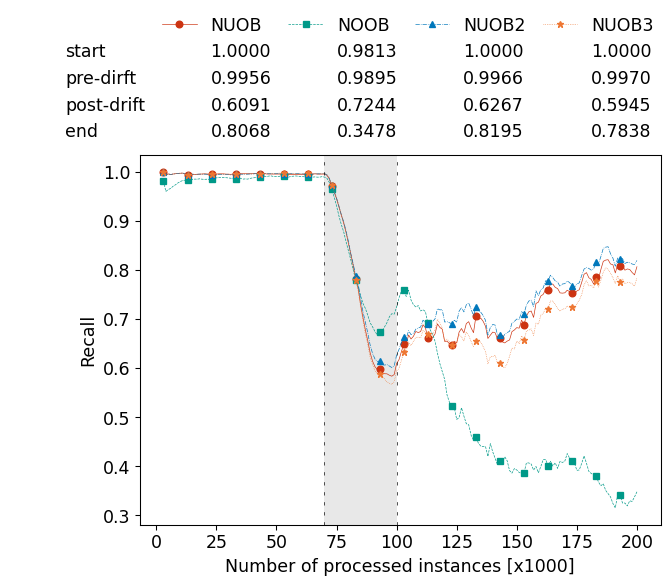 NUOB NOOB NUOB2 NUOB3
start 1.0000 0.9813 1.0000 1.0000
pre-dirft 0.9956 0.9895 0.9966 0.9970
post-drift 0.6091 0.7244 0.6267 0.5945
end 0.8068 0.3478 0.8195 0.7838
1.0
0.9
0.8
0.7
0.6
0.5
0.4
0.3
Recall
0 25 50 75 100 125 150 175 200
Number of processed instances [x1000]